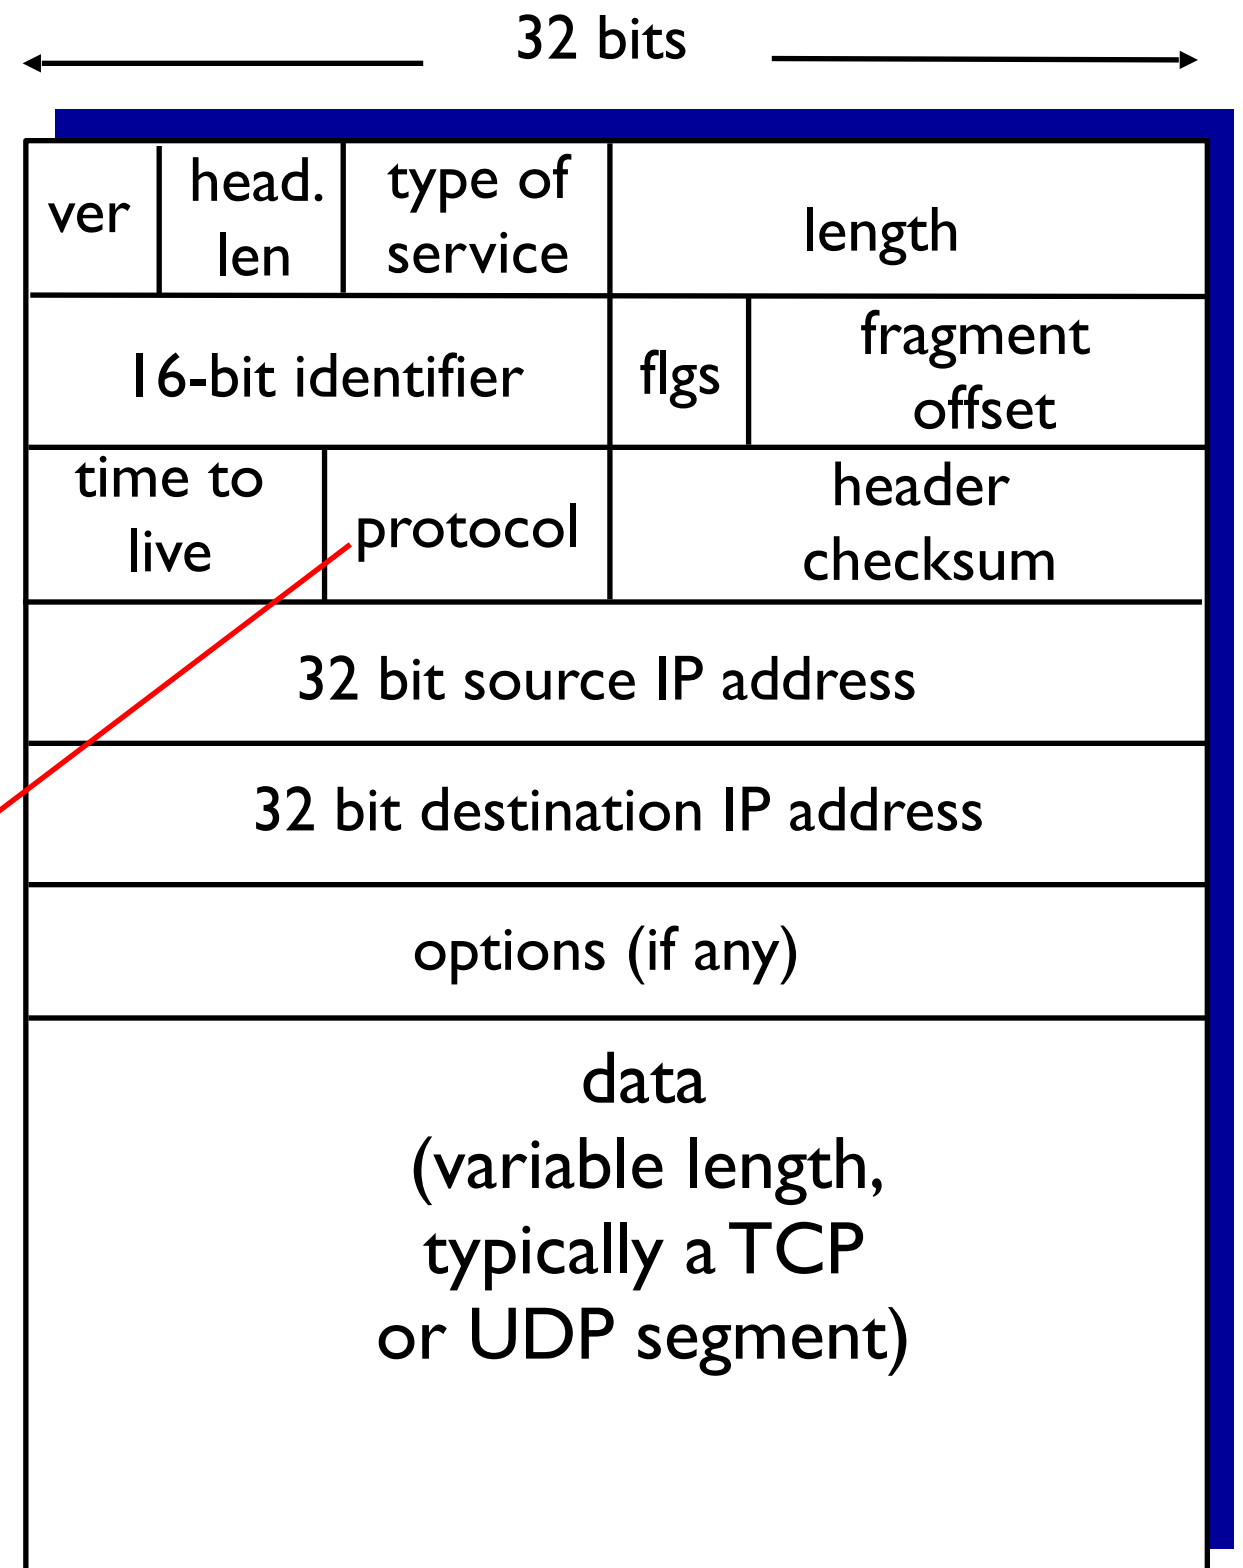 32 bits
ver
head.
len
type of
service
length
16-bit identifier
flgs
fragment
offset
time to
live
protocol
header
checksum
32 bit source IP address
32 bit destination IP address
options (if any)
data
(variable length,
typically a TCP
or UDP segment)